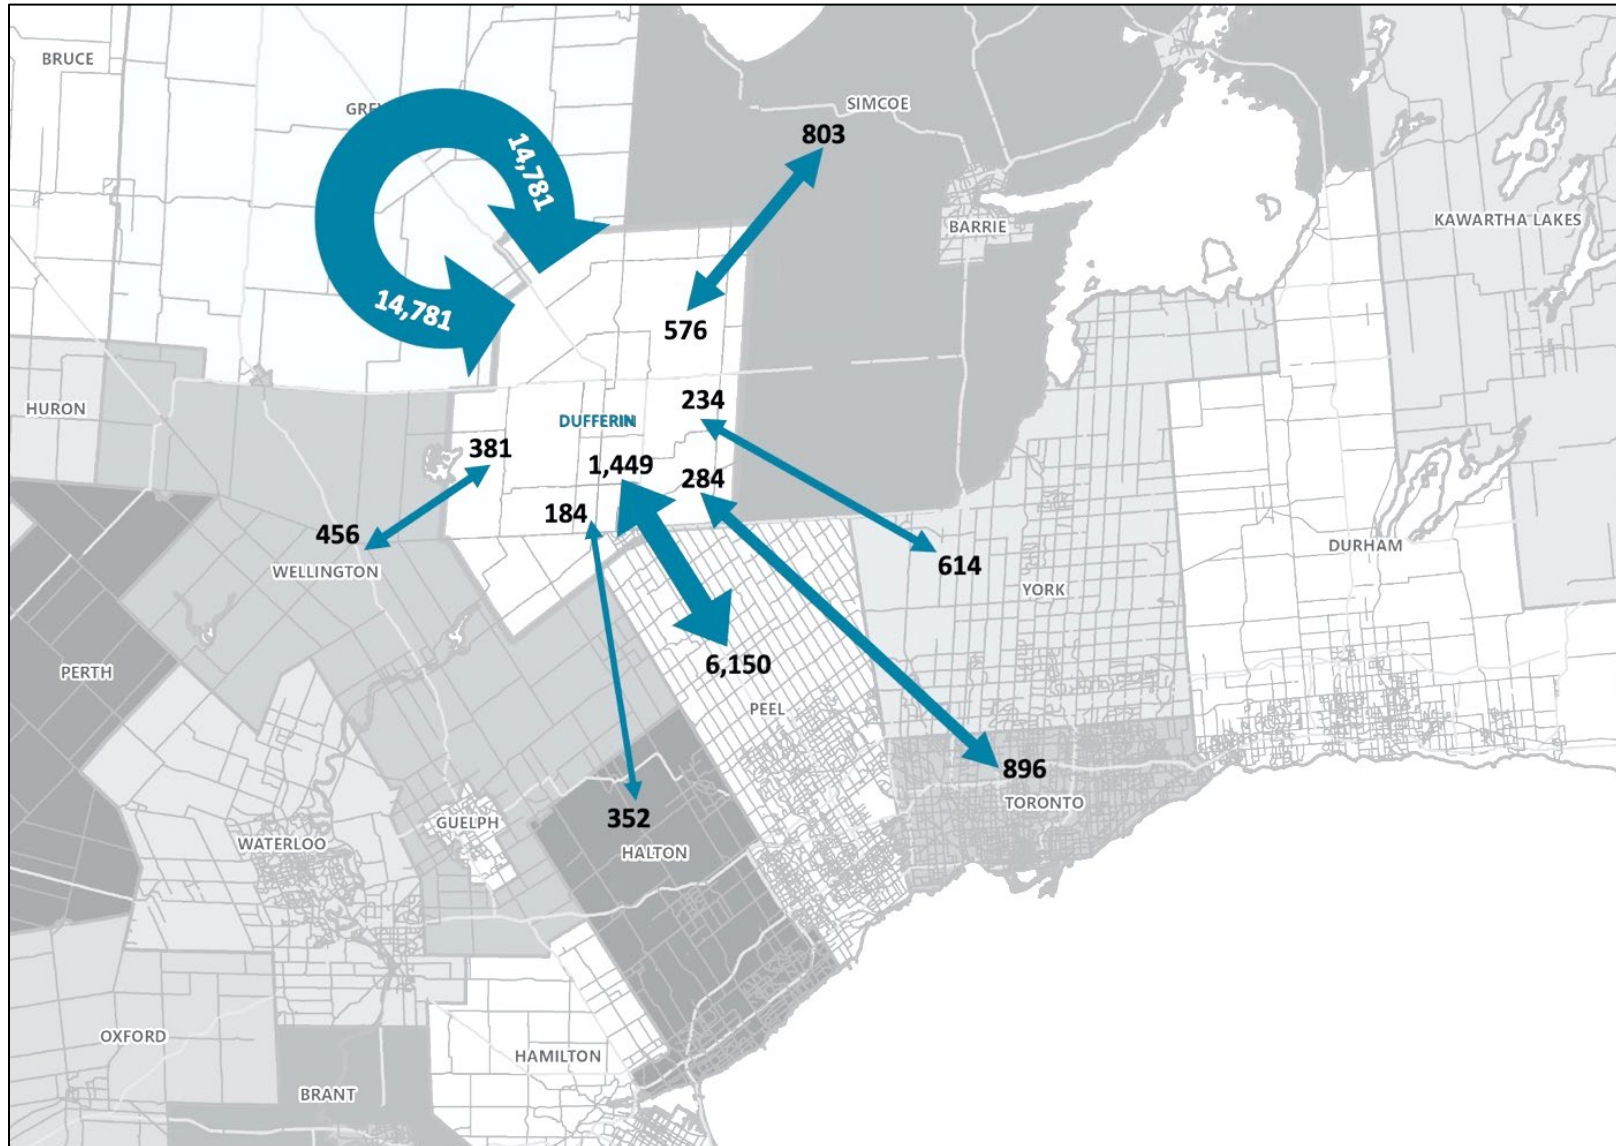 BRUCE
SIMCOE
803
14,781
BARRIE
KAWARTHA LAKES
14,781
576
HURON
234
DUFFERIN
381
1,449
284
184
456
WELLINGTON
614
DURHAM
YORK
PERTH
6,150
PEEL
896
TORONTO
352
GUELPH
WATERLOO
HALTON
OXFORD
HAMILTON
BRANT